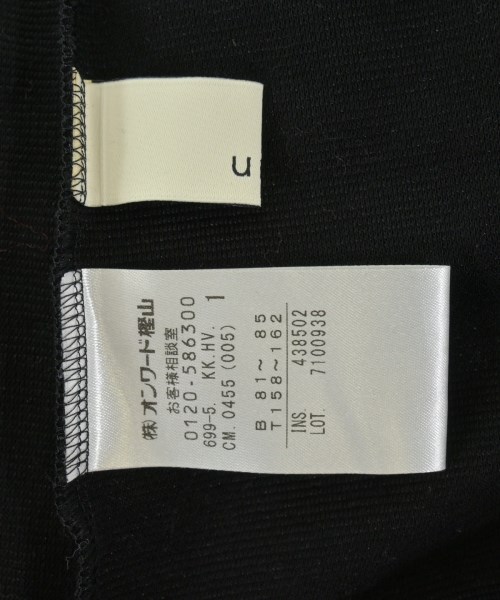 (株)オンワード樫山
お客様相談室
0120-586300
699-5. KK.HV.
CM. 0455 (005) 1
B 81~ 85
T 158~162
INS. 438502
LOT. 7100938